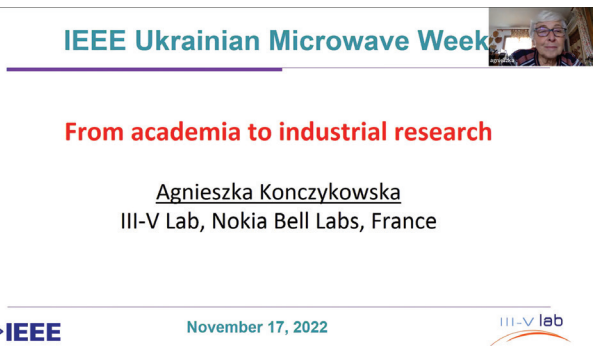 IEEE Ukrainian Microwave Week
agnieszka
From academia to industrial research
Agnieszka Konczykowska
III-V Lab, Nokia Bell Labs, France
IEEE
November 17, 2022
III-V lab